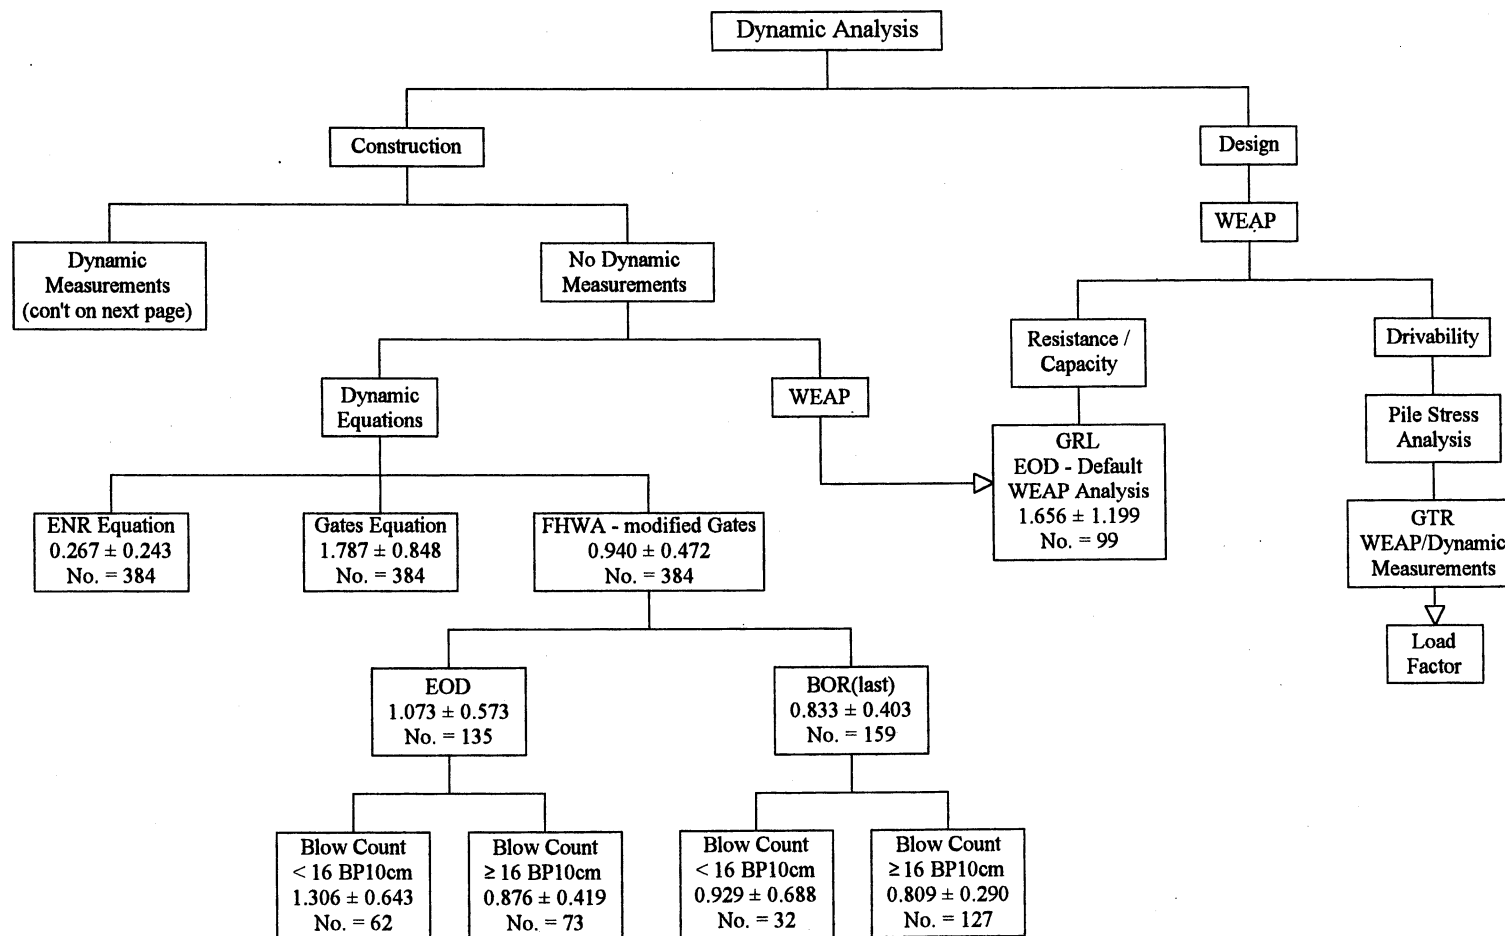 Dynamic Analysis
Construction
Design
WEAP
Dynamic
Measurements
(con't on next page)
No Dynamic
Measurements
Resistance /
Capacity
Drivability
Dynamic
Equations
WEAP
Pile Stress
Analysis
GRL
EOD - Default
WEAP Analysis
1.656 ± 1.199
No. = 99
GTR
WEAP/Dynamic
Measurements
Load
Factor
ENR Equation
0.267 ± 0.243
No. = 384
Gates Equation
1.787 ± 0.848
No. = 384
FHWA - modified Gates
0.940 ± 0.472
No. = 384
EOD
1.073 ± 0.573
No. = 135
BOR(last)
0.833 ± 0.403
No. = 159
Blow Count
< 16 BP10cm
1.306 ± 0.643
No. = 62
Blow Count
≥ 16 BP10cm
0.876 ± 0.419
No. = 73
Blow Count
< 16 BP10cm
0.929 ± 0.688
No. = 32
Blow Count
≥ 16 BP10cm
0.809 ± 0.290
No. = 127